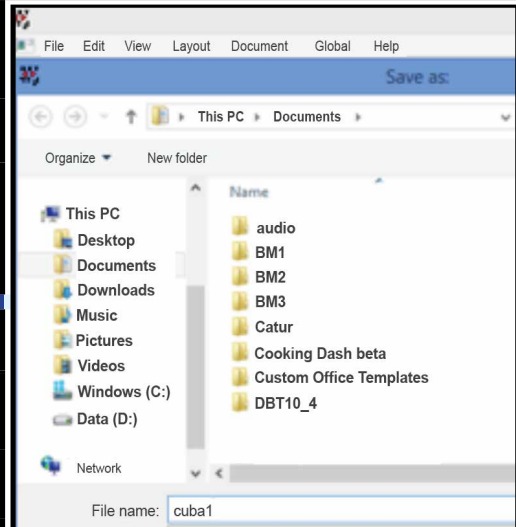 File Edit View Layout Document Global Help
Save as:
This PC Documents
Organize New folder
Name
This PC
Desktop
Documents
Downloads
Music
Pictures
Videos
Windows (C:)
Data (D:)
Network
audio
BM1
BM2
BM3
Catur
Cooking Dash beta
Custom Office Templates
DBT10_4
File name: cuba1